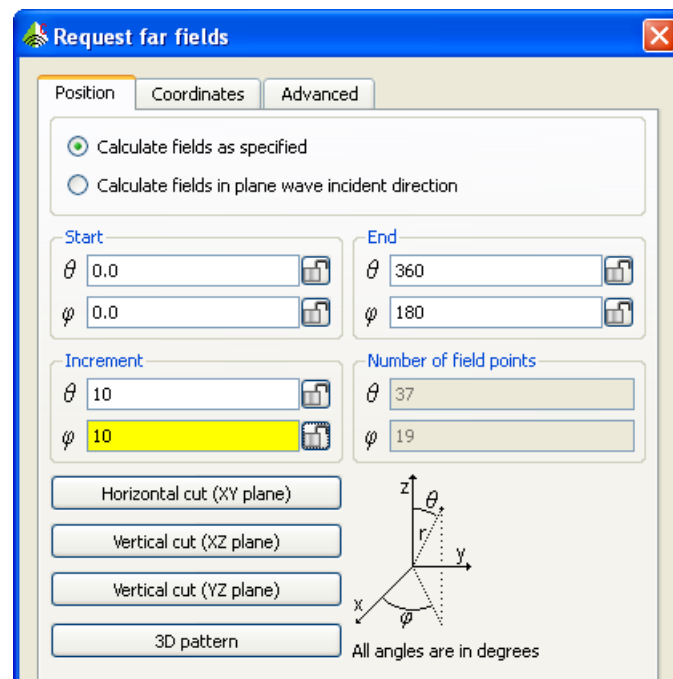 Request far fields
Position Coordinates Advanced
Calculate fields as specified
Calculate fields in plane wave incident direction
Start
θ 0.0
φ 0.0
End
θ 360
φ 180
Increment
θ 10
φ 10
Number of field points
θ 37
φ 19
Horizontal cut (XY plane)
Vertical cut (XZ plane)
Vertical cut (YZ plane)
3D pattern
z
θ
r
y
x
φ
All angles are in degrees